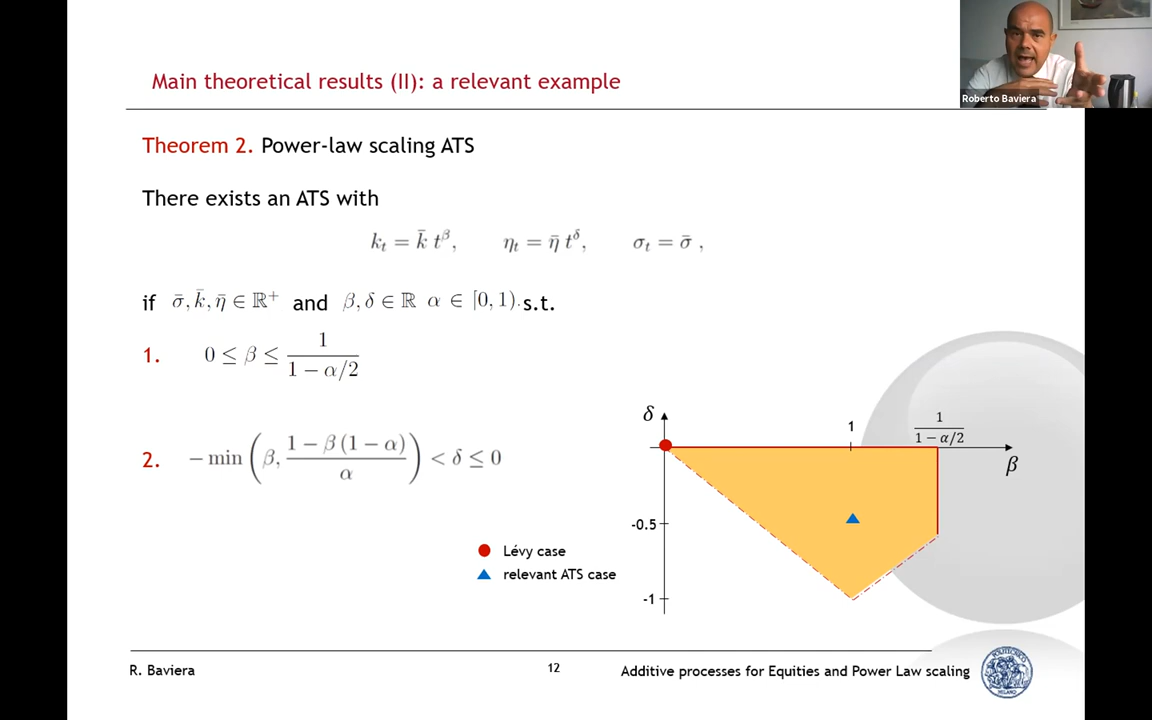 Main theoretical results (II): a relevant example
Roberto Baviera
Theorem 2. Power-law scaling ATS
There exists an ATS with
k_t = k̄ t^β, η_t = η̄ t^δ, σ_t = σ̄ ,
if σ̄, k̄, η̄ ∈ ℝ⁺ and β, δ ∈ ℝ α ∈ [0, 1). s.t.
1. 0 ≤ β ≤ 1/(1 − α/2)
2. − min (β, (1 − β (1 − α))/α) < δ ≤ 0
δ
1
1/(1 − α/2)
β
-0.5
-1
Lévy case
relevant ATS case
R. Baviera
12
Additive processes for Equities and Power Law scaling
POLITECNICO
MILANO